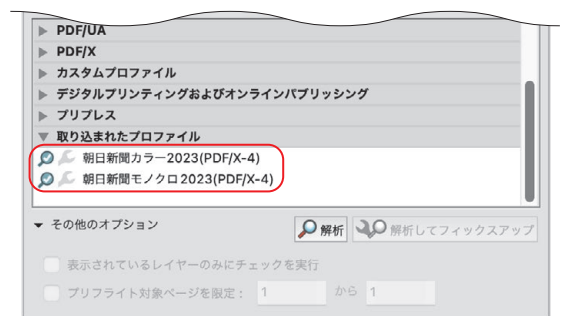 PDF/UA
PDF/X
カスタムプロファイル
デジタルプリンティングおよびオンラインパブリッシング
プリプレス
取り込まれたプロファイル
朝日新聞カラー2023(PDF/X-4)
朝日新聞モノクロ2023(PDF/X-4)
その他のオプション 解析 解析してフィックスアップ
表示されているレイヤーのみにチェックを実行
プリフライト対象ページを限定： 1 から 1